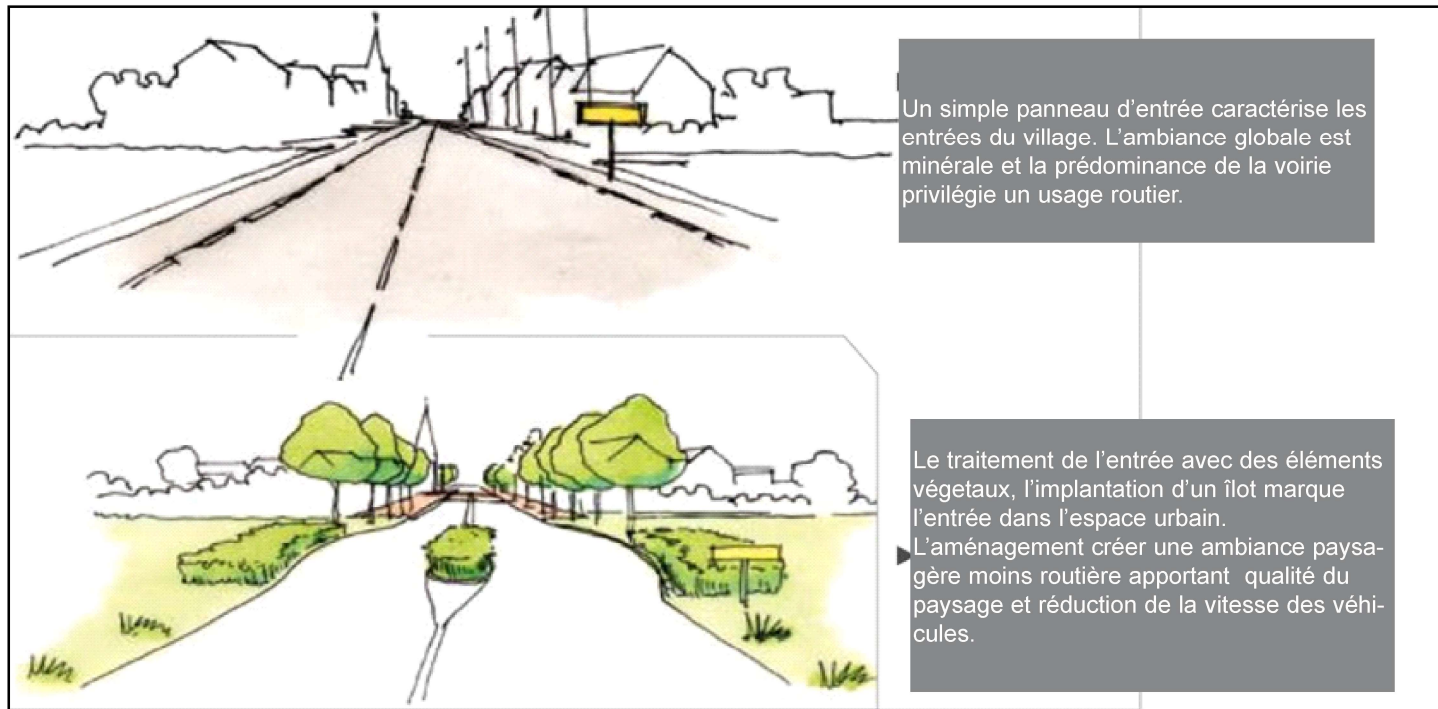 Un simple panneau d’entrée caractérise les
entrées du village. L’ambiance globale est
minérale et la prédominance de la voirie
privilégie un usage routier.
Le traitement de l’entrée avec des éléments
végetaux, l’implantation d’un îlot marque
l’entrée dans l’espace urbain.
L’aménagement créer une ambiance paysa-
gère moins routière apportant  qualité du
paysage et réduction de la vitesse des véhi-
cules.